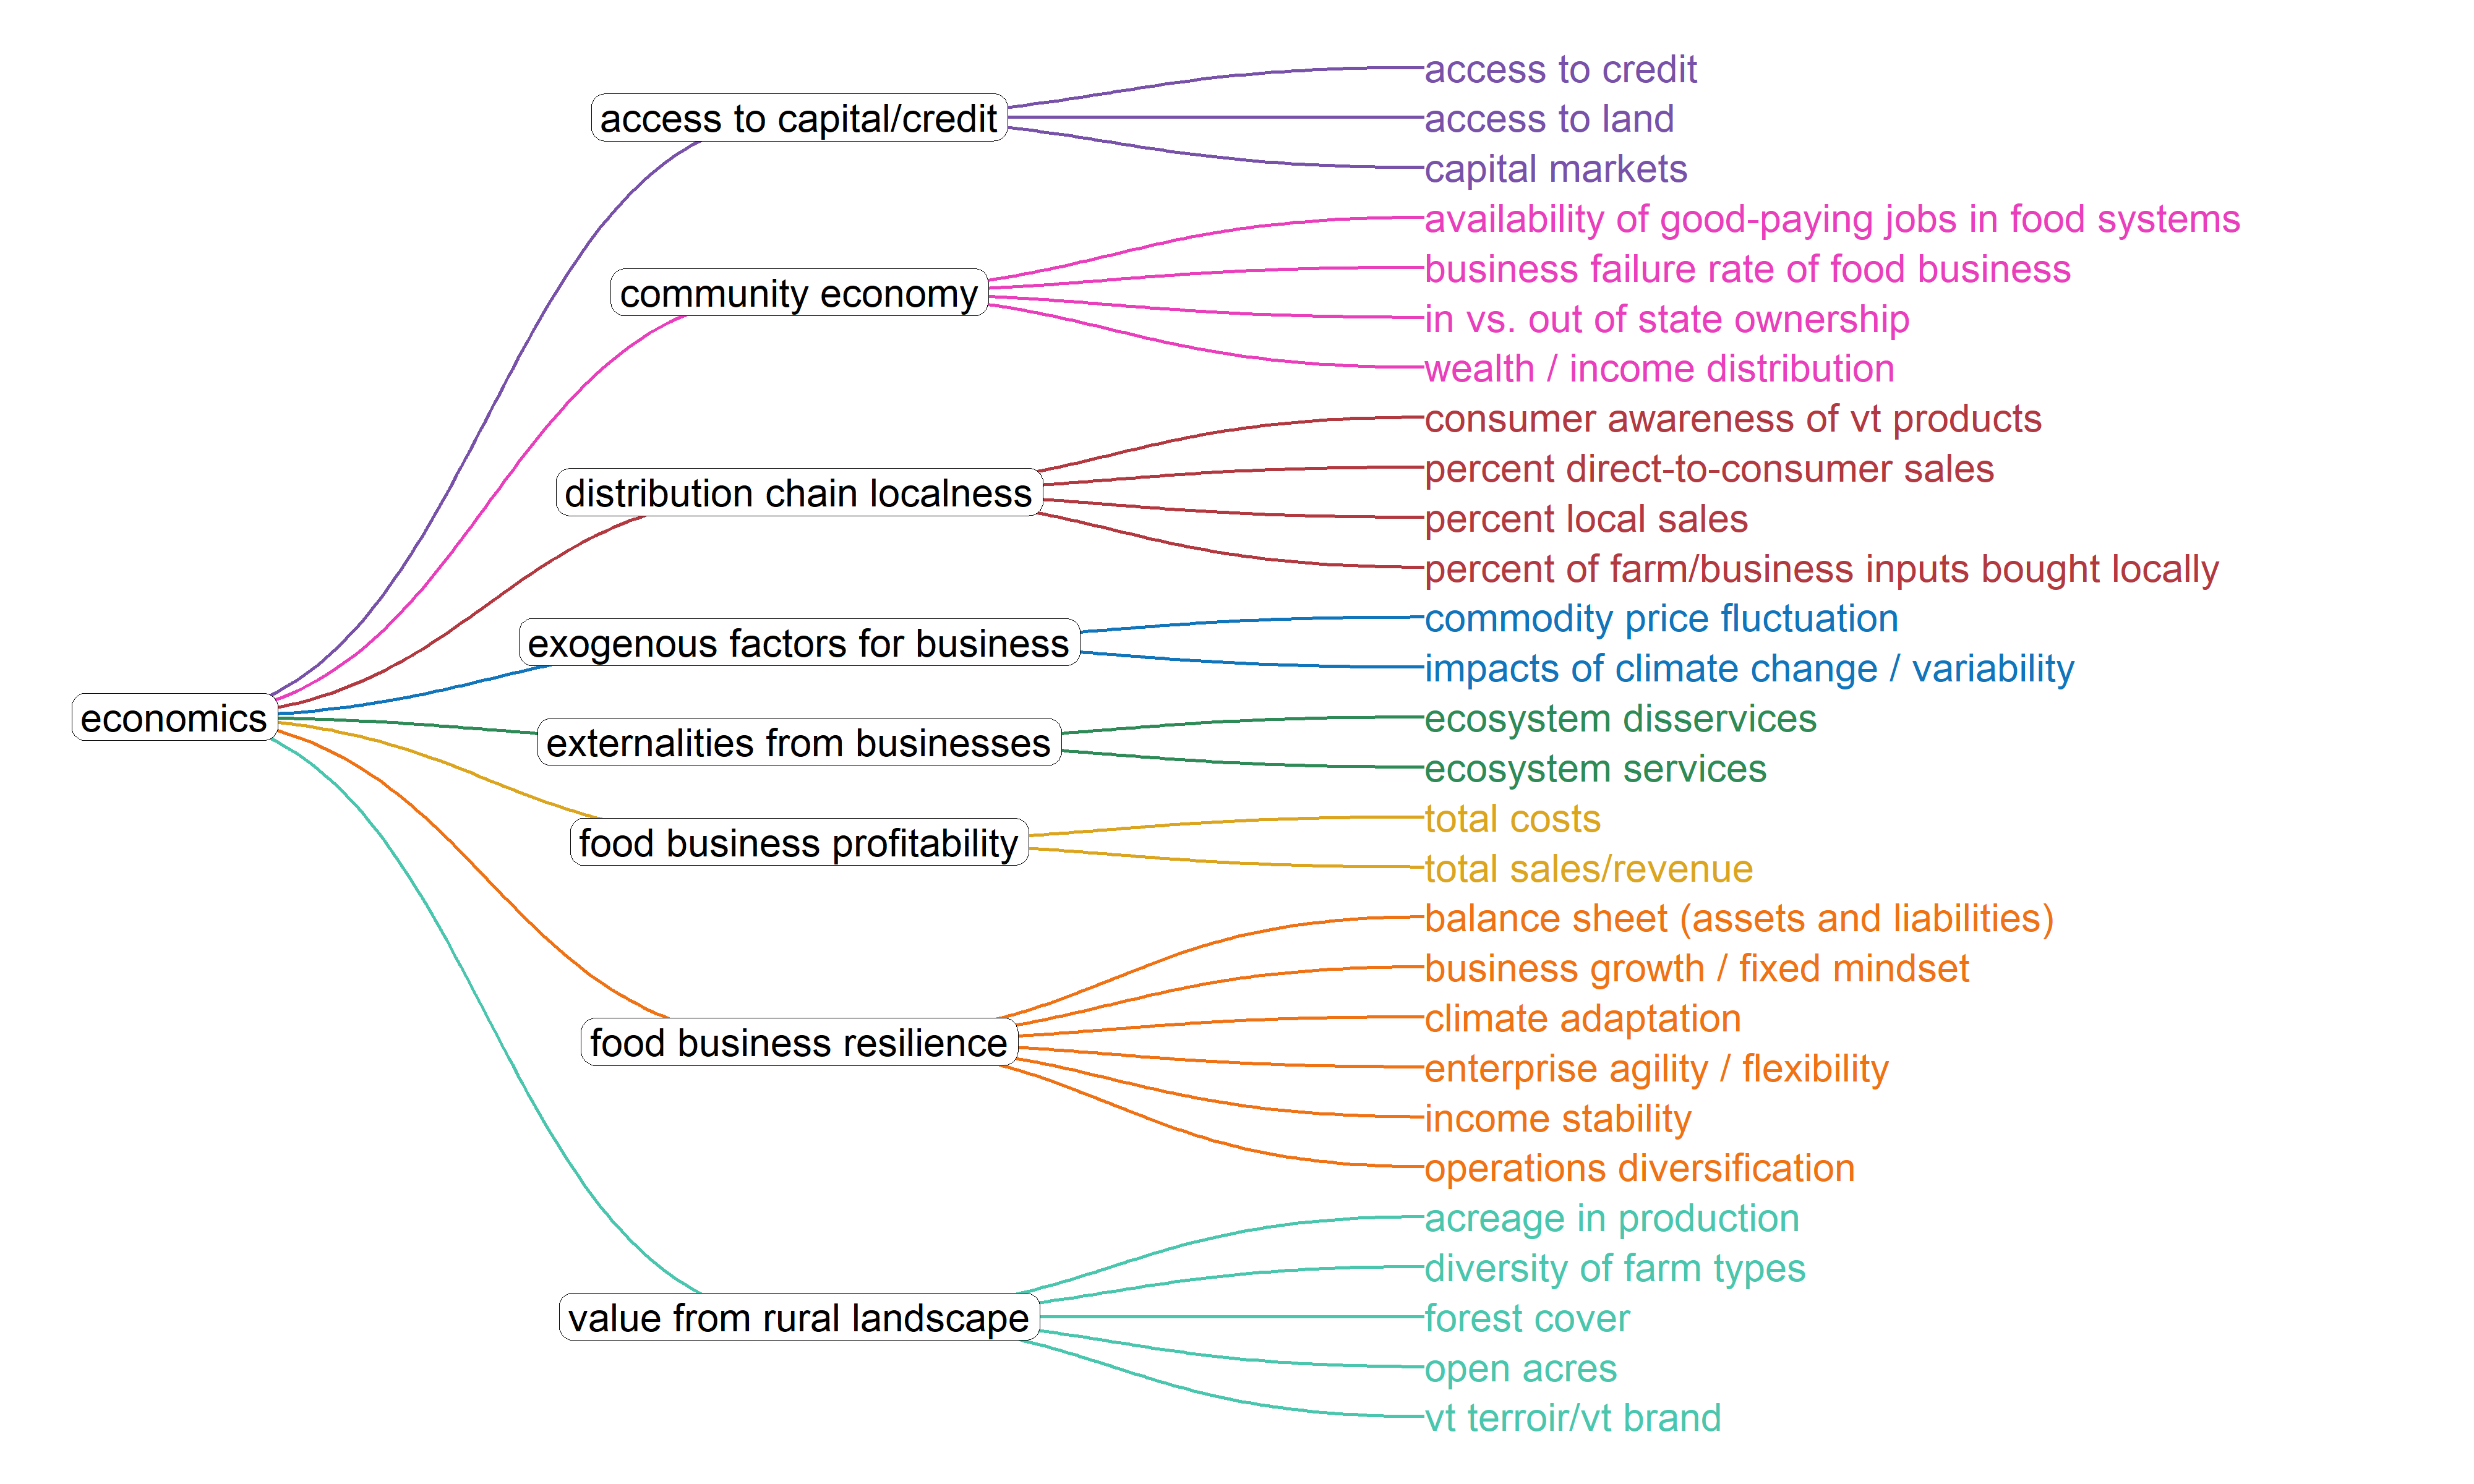 economics
access to capital/credit
access to credit
access to land
capital markets
community economy
availability of good-paying jobs in food systems
business failure rate of food business
in vs. out of state ownership
wealth / income distribution
distribution chain localness
consumer awareness of vt products
percent direct-to-consumer sales
percent local sales
percent of farm/business inputs bought locally
exogenous factors for business
commodity price fluctuation
impacts of climate change / variability
externalities from businesses
ecosystem disservices
ecosystem services
food business profitability
total costs
total sales/revenue
food business resilience
balance sheet (assets and liabilities)
business growth / fixed mindset
climate adaptation
enterprise agility / flexibility
income stability
operations diversification
value from rural landscape
acreage in production
diversity of farm types
forest cover
open acres
vt terroir/vt brand